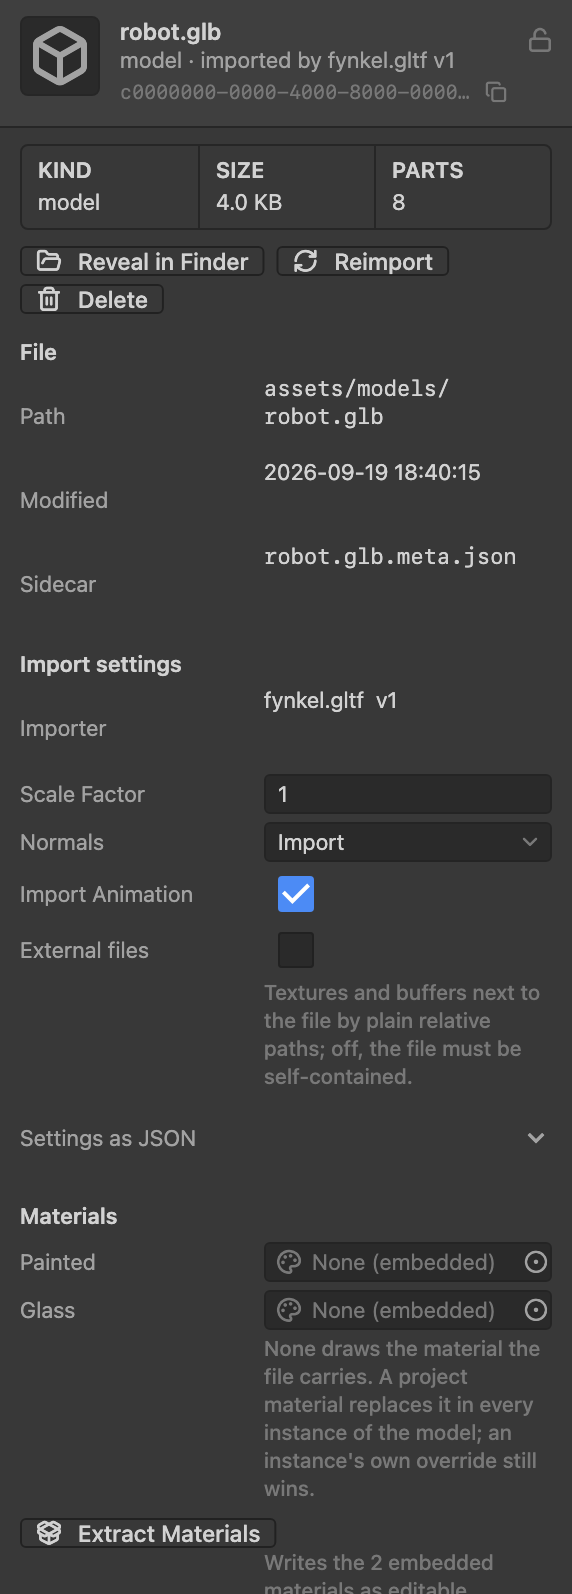 robot.glb
model · imported by fynkel.gltf v1
c0000000-0000-4000-8000-0000…
KIND
SIZE
PARTS
model
4.0 KB
8
Reveal in Finder
Reimport
Delete
File
assets/models/
robot.glb
Path
2026-09-19 18:40:15
Modified
robot.glb.meta.json
Sidecar
Import settings
fynkel.gltf v1
Importer
Scale Factor
1
Normals
Import
Import Animation
External files
Textures and buffers next to
the file by plain relative
paths; off, the file must be
self-contained.
Settings as JSON
Materials
Painted
None (embedded)
Glass
None (embedded)
None draws the material the
file carries. A project
material replaces it in every
instance of the model; an
instance's own override still
wins.
Extract Materials
Writes the 2 embedded
materials as editable